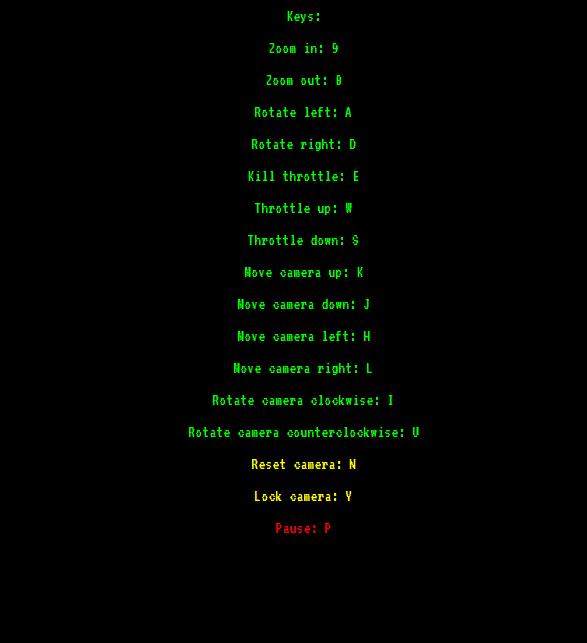 Keys:
Zoom in: 9
Zoom out: 0
Rotate left: A
Rotate right: D
Kill throttle: E
Throttle up: W
Throttle down: S
Move camera up: K
Move camera down: J
Move camera left: H
Move camera right: L
Rotate camera clockwise: I
Rotate camera counterclockwise: U
Reset camera: N
Lock camera: Y
Pause: P